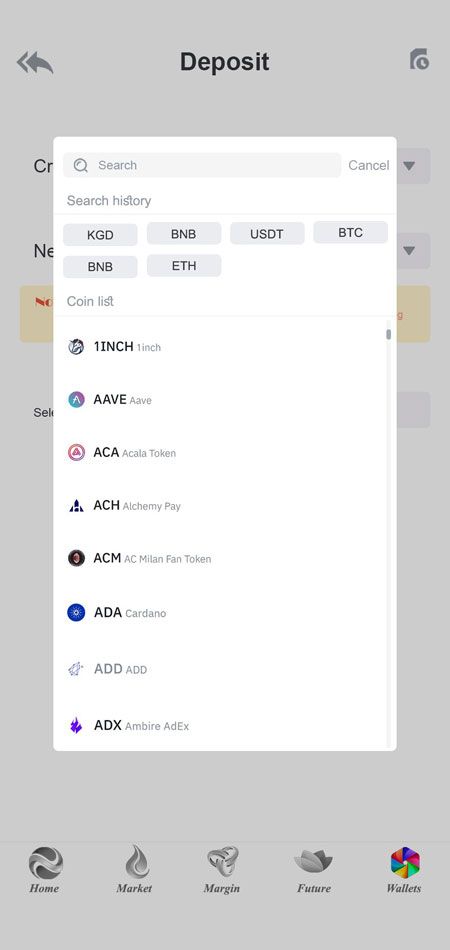 Deposit
Search
Cancel
Cr
Search history
KGD
BNB
USDT
BTC
Ne
BNB
ETH
Coin list
No
g
1INCH 1inch
AAVE Aave
Sele
ACA Acala Token
ACH Alchemy Pay
ACM AC Milan Fan Token
ADA Cardano
ADD ADD
ADX Ambire AdEx
Home
Market
Margin
Future
Wallets